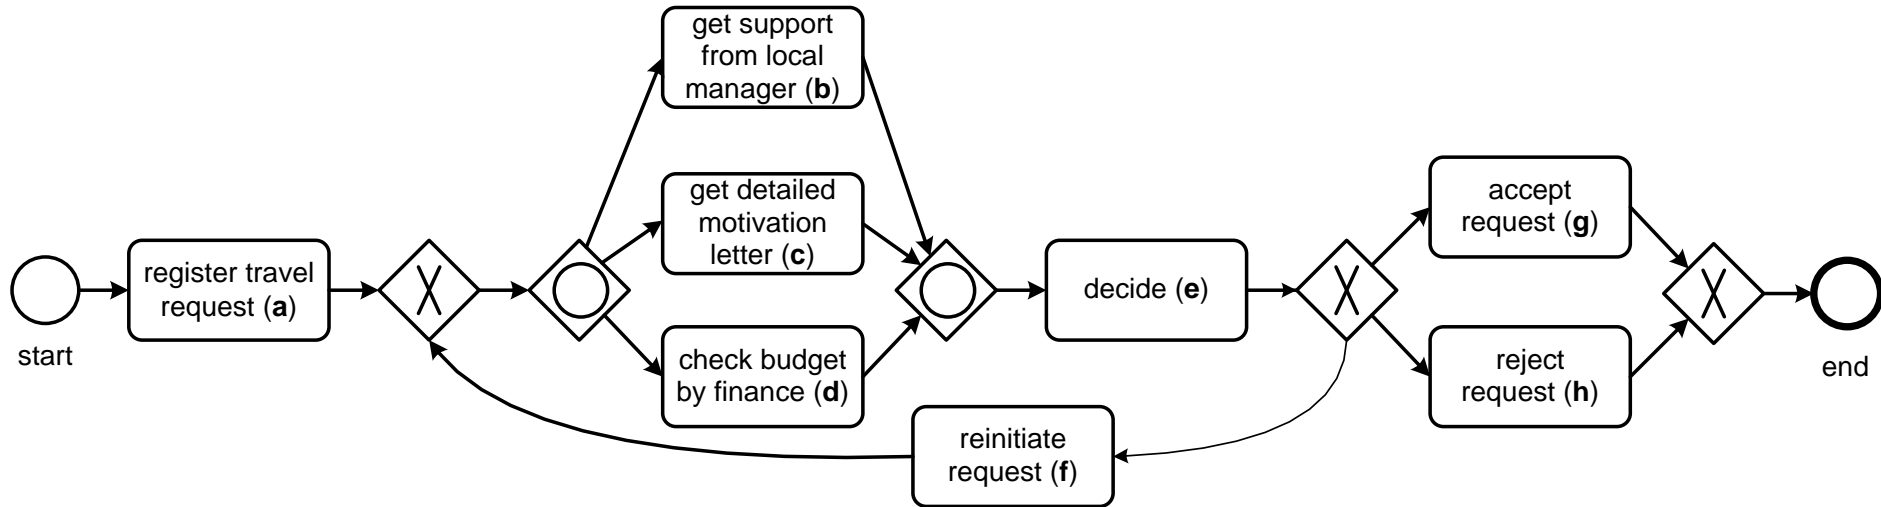 start
register travel
request (a)
get support
from local
manager (b)
get detailed
motivation
letter (c)
check budget
by finance (d)
decide (e)
reinitiate
request (f)
accept
request (g)
reject
request (h)
end